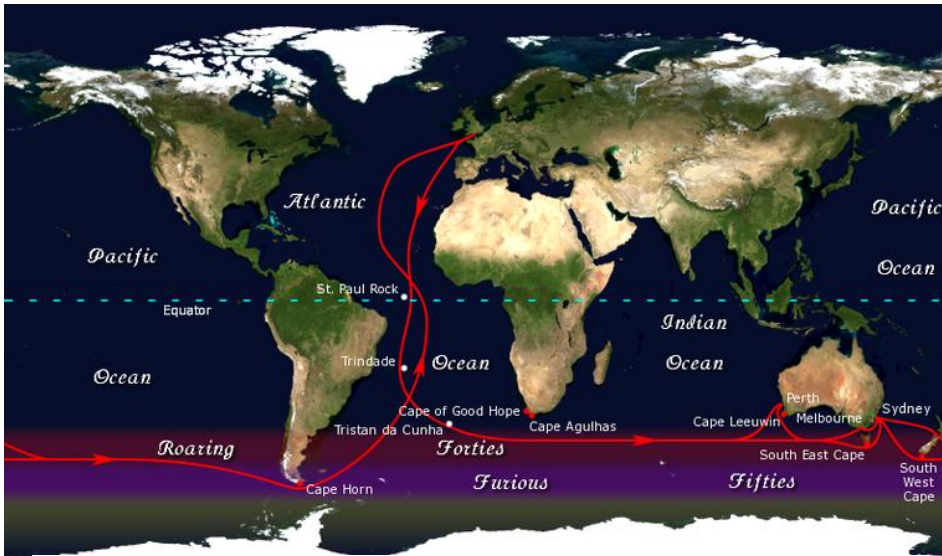 Atlantic
Pacific
Pacific
Ocean
St. Paul Rock
Equator
Indian
Trindade
Ocean
Ocean
Ocean
Perth
Cape of Good Hope
Sydney
Cape Leeuwin
Melbourne
Tristan da Cunha
Cape Agulhas
Roaring
Forties
South East Cape
South
West
Cape
Cape Horn
Furious
Fifties